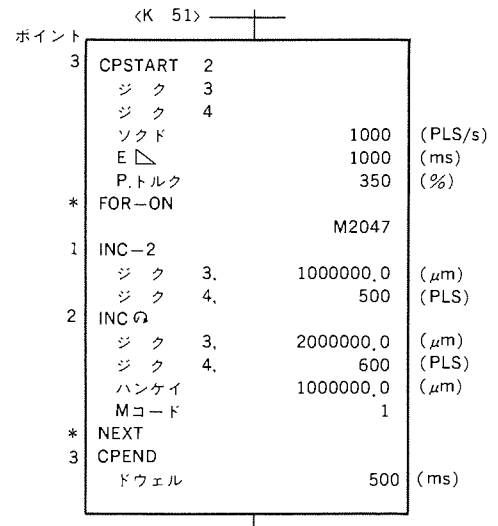 〈K 51〉
ポイント
3 CPSTART 2
ジク 3
ジク 4
ソクド 1000 (PLS/s)
E◺ 1000 (ms)
P.トルク 350 (%)
* FOR-ON
M2047
1 INC-2
ジク 3, 1000000.0 (μm)
ジク 4, 500 (PLS)
2 INC
ジク 3, 2000000.0 (μm)
ジク 4, 600 (PLS)
ハンケイ 1000000.0 (μm)
Mコード 1
* NEXT
3 CPEND
ドウェル 500 (ms)